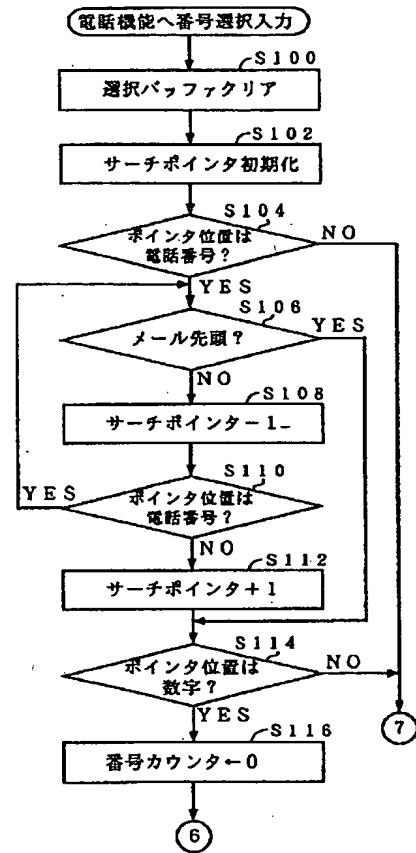 電話機能へ番号選択入力
S100
選択バッファクリア
S102
サーチポインタ初期化
S104
ポインタ位置は
電話番号?
NO
YES
S106
メール先頭?
YES
NO
S108
サーチポインター1
S110
ポインタ位置は
電話番号?
YES
NO
S112
サーチポインタ+1
S114
ポインタ位置は
数字?
NO
YES
7
S116
番号カウンタ←0
6